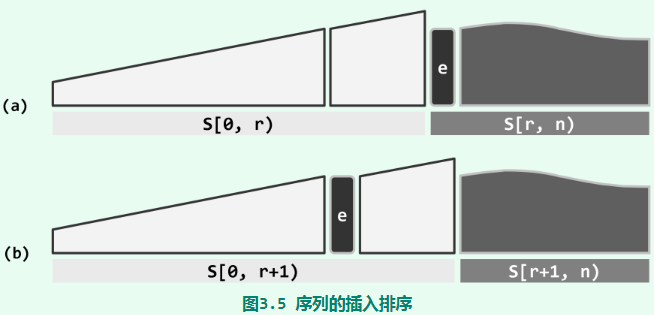 e
(a)
S[0, r) S[r, n)
e
(b)
S[0, r+1) S[r+1, n)
图3.5 序列的插入排序